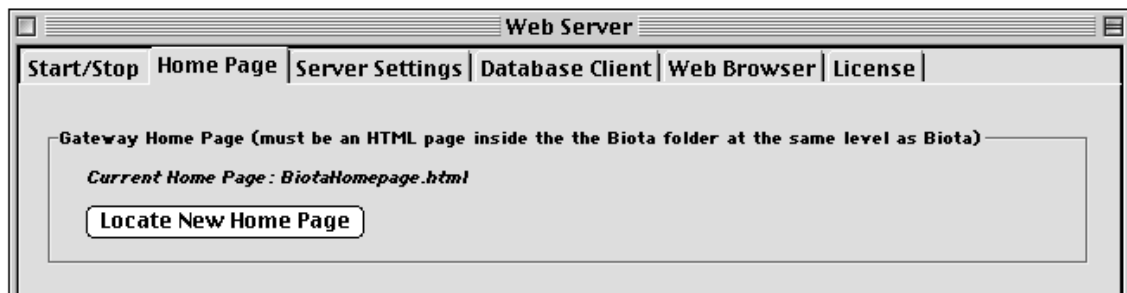 Web Server
Start/Stop Home Page Server Settings Database Client Web Browser License
Gateway Home Page (must be an HTML page inside the the Biota folder at the same level as Biota)
Current Home Page: BiotaHomepage.html
Locate New Home Page